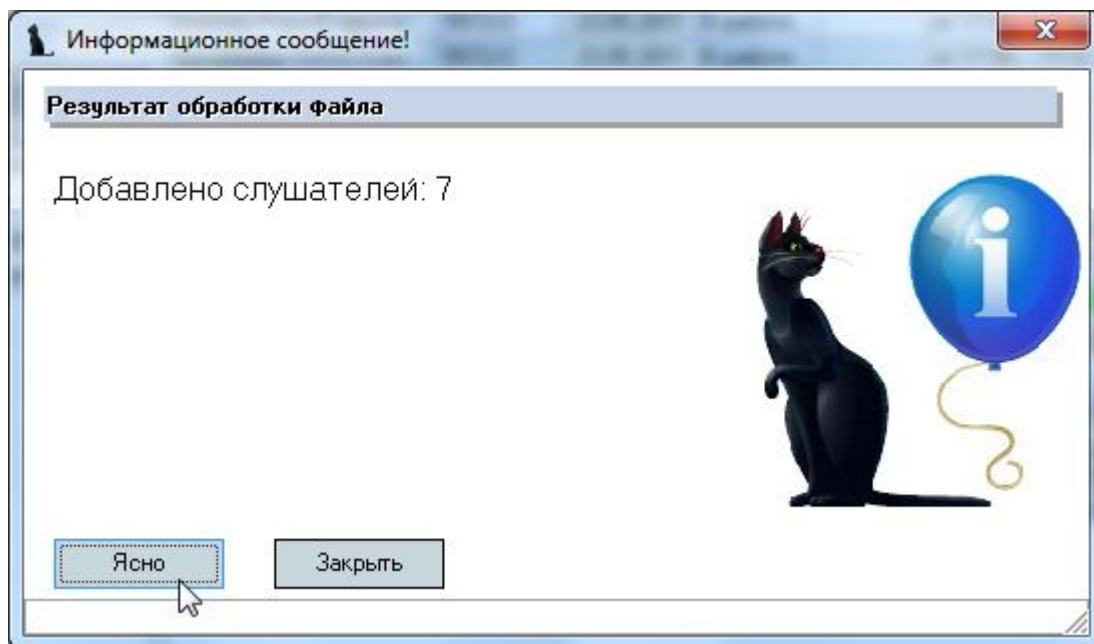 Информационное сообщение!
Результат обработки файла
Добавлено слушателей: 7
i
Ясно
Закрыть